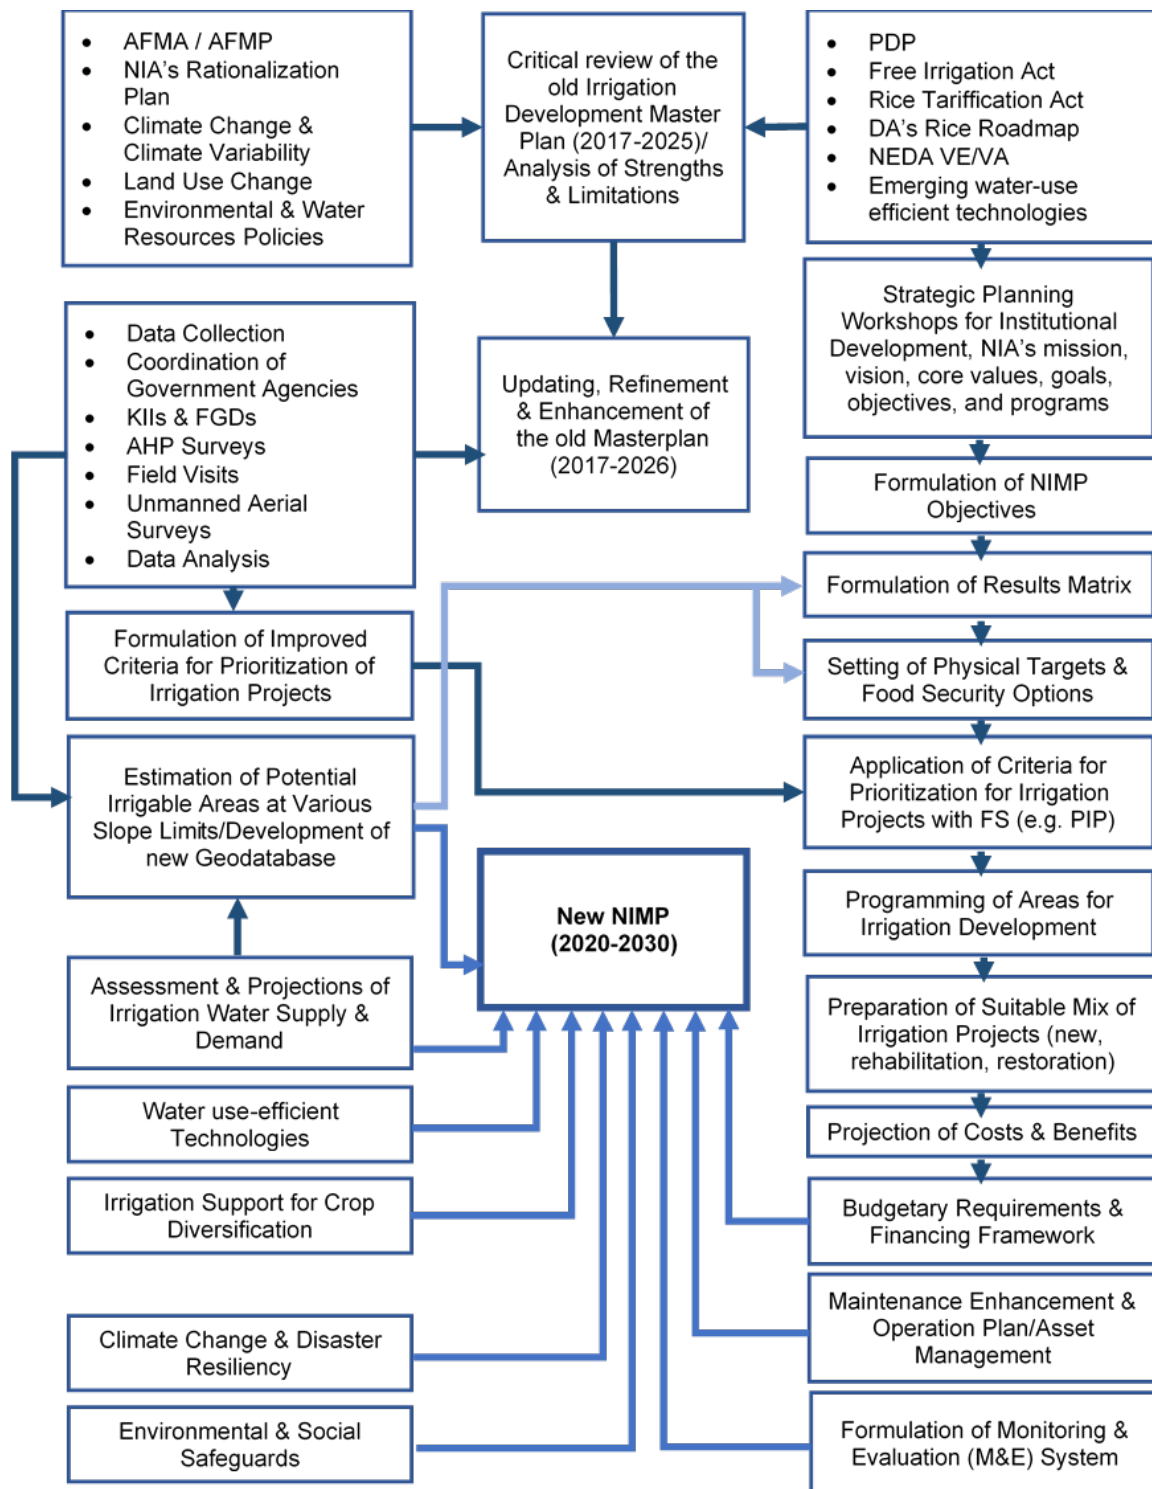 • AFMA / AFMP
• NIA's Rationalization
Plan
• Climate Change &
Climate Variability
• Land Use Change
• Environmental & Water
Resources Policies
Critical review of the
old Irrigation
Development Master
Plan (2017-2025)/
Analysis of Strengths
& Limitations
• PDP
• Free Irrigation Act
• Rice Tariffication Act
• DA's Rice Roadmap
• NEDA VE/VA
• Emerging water-use
efficient technologies
• Data Collection
• Coordination of
Government Agencies
• KIIs & FGDs
• AHP Surveys
• Field Visits
• Unmanned Aerial
Surveys
• Data Analysis
Updating, Refinement
& Enhancement of
the old Masterplan
(2017-2026)
Strategic Planning
Workshops for Institutional
Development, NIA's mission,
vision, core values, goals,
objectives, and programs
Formulation of NIMP
Objectives
Formulation of Results Matrix
Formulation of Improved
Criteria for Prioritization of
Irrigation Projects
Setting of Physical Targets &
Food Security Options
Estimation of Potential
Irrigable Areas at Various
Slope Limits/Development of
new Geodatabase
Application of Criteria for
Prioritization for Irrigation
Projects with FS (e.g. PIP)
New NIMP
(2020-2030)
Programming of Areas for
Irrigation Development
Assessment & Projections of
Irrigation Water Supply &
Demand
Preparation of Suitable Mix of
Irrigation Projects (new,
rehabilitation, restoration)
Water use-efficient
Technologies
Projection of Costs & Benefits
Irrigation Support for Crop
Diversification
Budgetary Requirements &
Financing Framework
Climate Change & Disaster
Resiliency
Maintenance Enhancement &
Operation Plan/Asset
Management
Environmental & Social
Safeguards
Formulation of Monitoring &
Evaluation (M&E) System